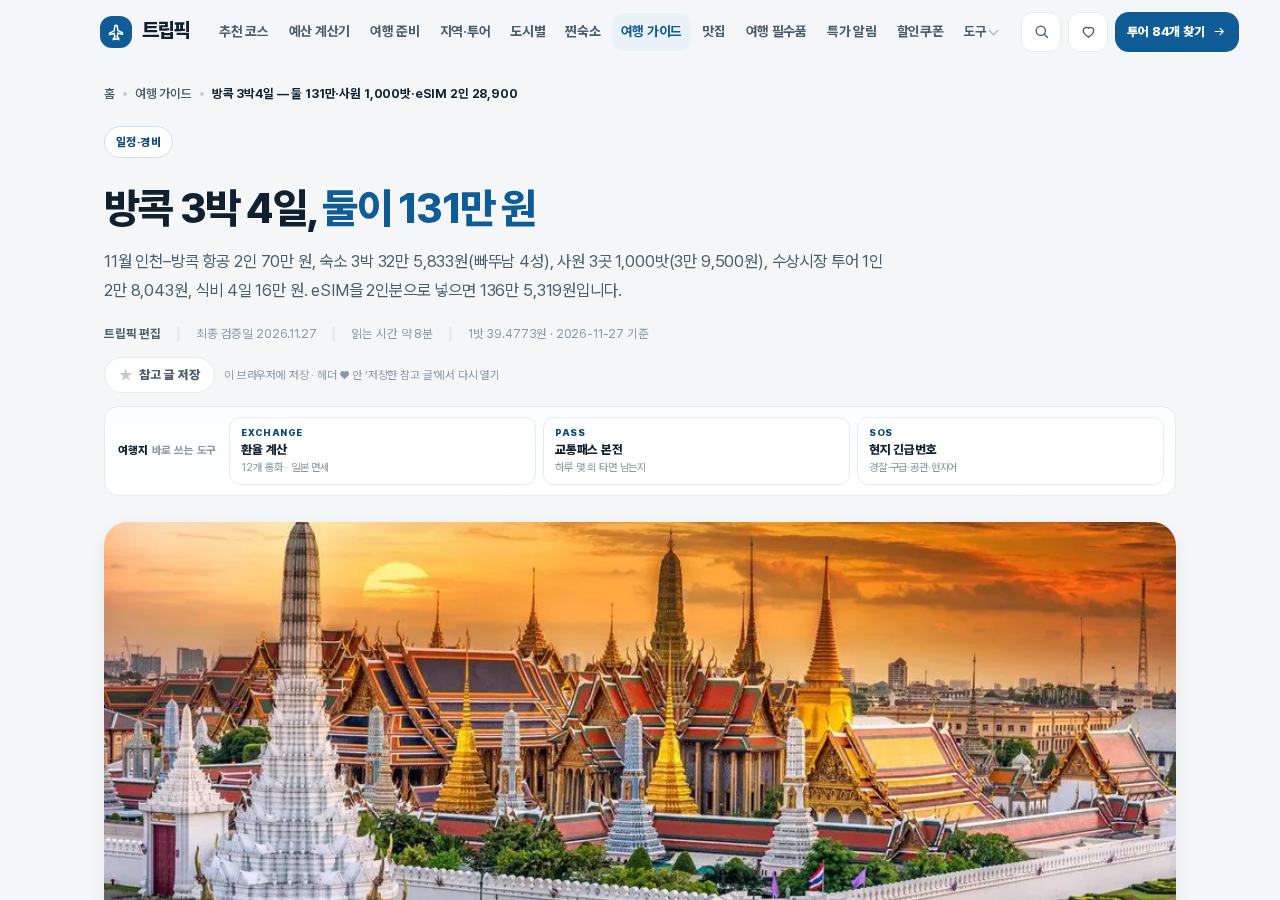 트립픽
추천 코스
예산 계산기
여행 준비
지역·투어
도시별
찐숙소
여행 가이드
맛집
여행 필수품
특가 알림
할인쿠폰
도구
투어 84개 찾기 →
홈 • 여행 가이드 • 방콕 3박4일 — 둘 131만·사원 1,000밧·eSIM 2인 28,900
일정·경비
방콕 3박 4일, 둘이 131만 원
11월 인천–방콕 항공 2인 70만 원, 숙소 3박 32만 5,833원(빠뚜남 4성), 사원 3곳 1,000밧(3만 9,500원), 수상시장 투어 1인
2만 8,043원, 식비 4일 16만 원. eSIM을 2인분으로 넣으면 136만 5,319원입니다.
트립픽 편집
최종 검증일 2026.11.27
읽는 시간 약 8분
1밧 39.4773원 · 2026-11-27 기준
★ 참고 글 저장
이 브라우저에 저장 · 헤더 ♥ 안 '저장한 참고 글'에서 다시 열기
여행지 바로 쓰는 도구
EXCHANGE
환율 계산
12개 통화 · 일본 면세
PASS
교통패스 본전
하루 몇 회 타면 남는지
SOS
현지 긴급번호
경찰·구급·공관·현지어